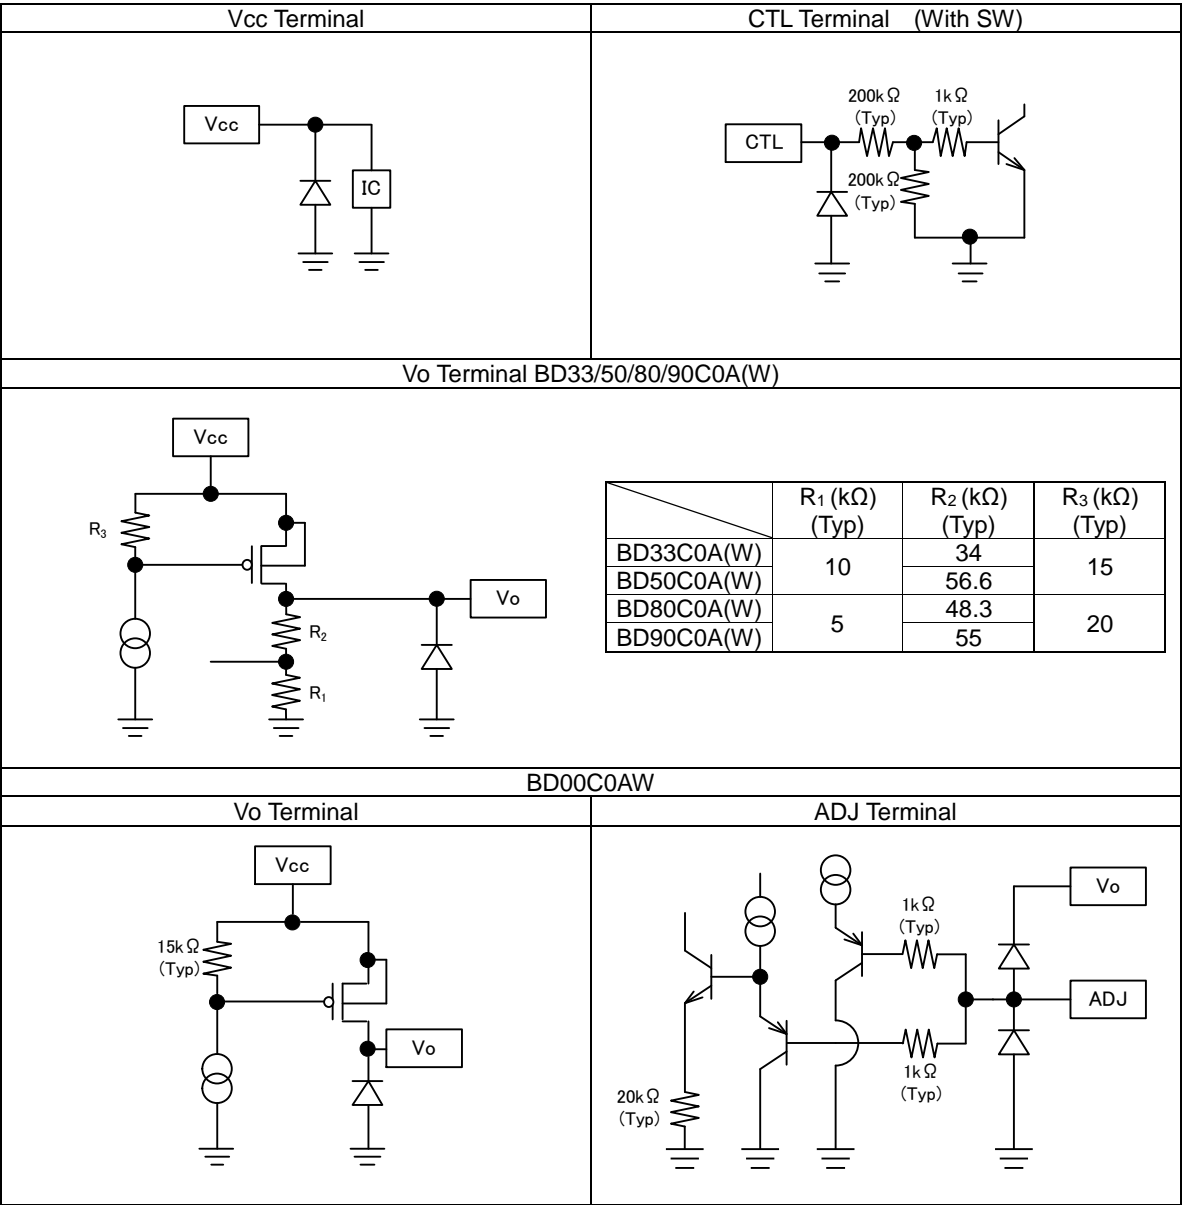 Vcc Terminal
CTL Terminal (With SW)
Vcc
IC
200kΩ
(Typ)
1kΩ
(Typ)
CTL
200kΩ
(Typ)
Vo Terminal BD33/50/80/90C0A(W)
Vcc
R3
Vo
R2
R1
R1 (kΩ)
(Typ)
R2 (kΩ)
(Typ)
R3 (kΩ)
(Typ)
BD33C0A(W)
10
34
15
BD50C0A(W)
56.6
BD80C0A(W)
5
48.3
20
BD90C0A(W)
55
BD00C0AW
Vo Terminal
ADJ Terminal
Vcc
15kΩ
(Typ)
Vo
Vo
1kΩ
(Typ)
ADJ
1kΩ
(Typ)
20kΩ
(Typ)